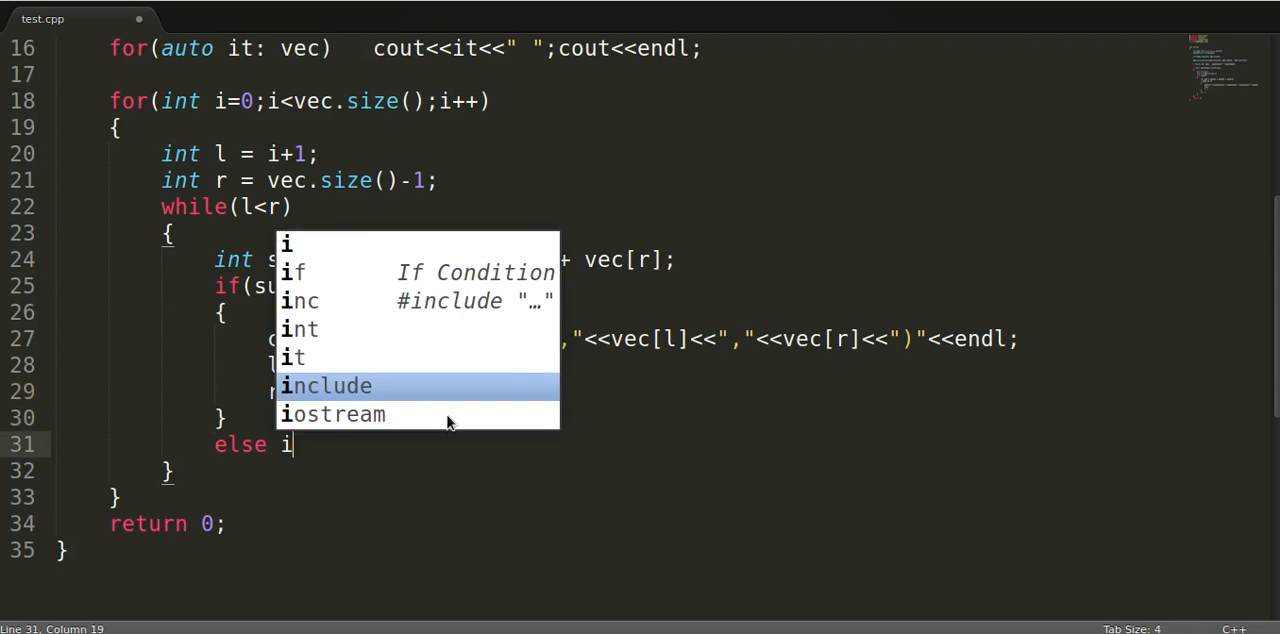 test.cpp
16 for(auto it: vec) cout<<it<<" ";cout<<endl;
17
18 for(int i=0;i<vec.size();i++)
19 {
20 int l = i+1;
21 int r = vec.size()-1;
22 while(l<r)
23 {
i
24 int s + vec[r];
if If Condition
25 if(su
inc #include "…"
26 {
int
27 ,"<<vec[l]<<","<<vec[r]<<")"<<endl;
it
28 l
include
29
iostream
30 }
31 else i
32 }
33 }
34 return 0;
35 }
Line 31, Column 19
Tab Size: 4
C++